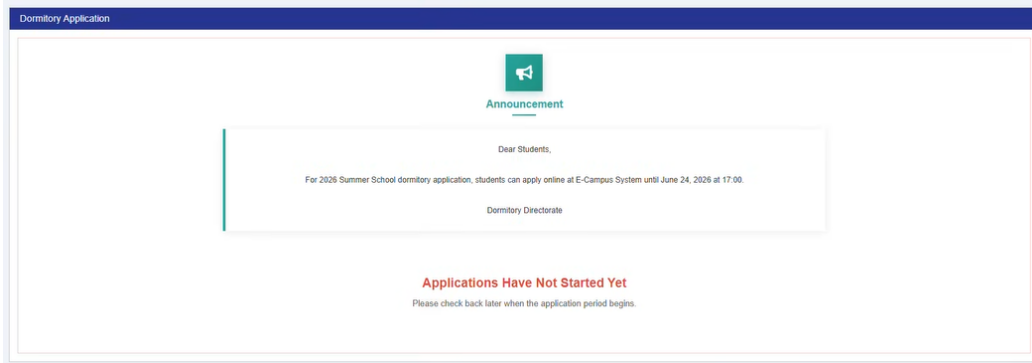 Dormitory Application
Announcement
Dear Students,
For 2026 Summer School dormitory application, students can apply online at E-Campus System until June 24, 2026 at 17:00.
Dormitory Directorate
Applications Have Not Started Yet
Please check back later when the application period begins.